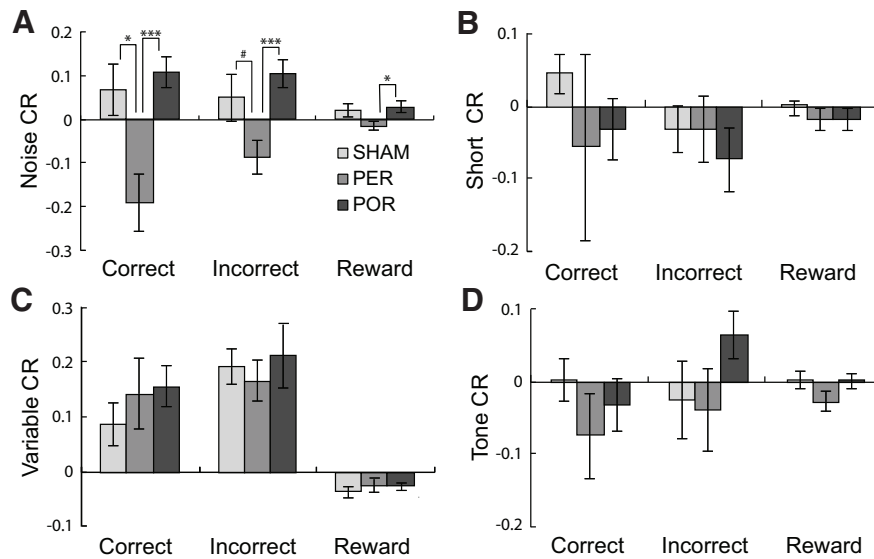 A
Noise CR
0.2
0.1
0
-0.1
-0.2
-0.3
* ***
# ***
*
SHAM
PER
POR
Correct Incorrect Reward
B
Short CR
0.1
0
-0.1
-0.2
Correct Incorrect Reward
C
Variable CR
0.3
0.2
0.1
0
-0.1
Correct Incorrect Reward
D
Tone CR
0.1
0
-0.1
-0.2
Correct Incorrect Reward